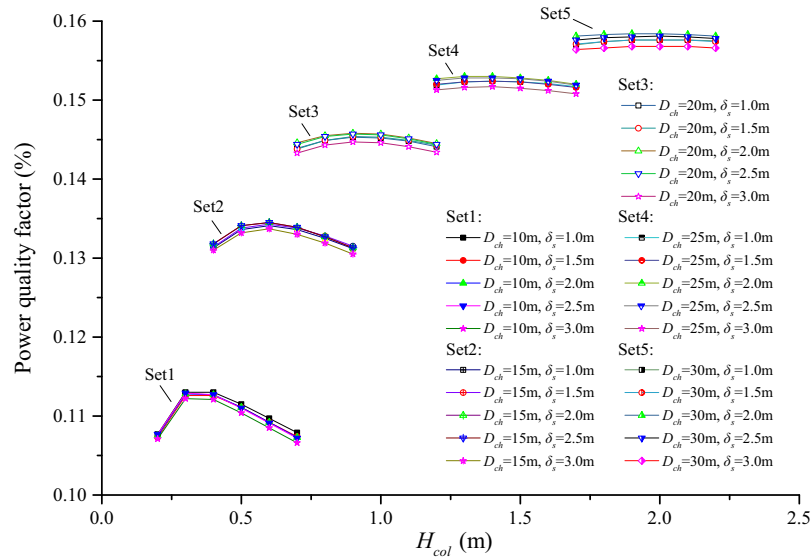 0.16
0.15
0.14
0.13
0.12
0.11
0.10
Power quality factor (%)
0.0
0.5
1.0
1.5
2.0
2.5
H_col (m)
Set1
Set2
Set3
Set4
Set5
Set3:
D_ch=20m, δ_s=1.0m
D_ch=20m, δ_s=1.5m
D_ch=20m, δ_s=2.0m
D_ch=20m, δ_s=2.5m
D_ch=20m, δ_s=3.0m
Set1:
D_ch=10m, δ_s=1.0m
D_ch=10m, δ_s=1.5m
D_ch=10m, δ_s=2.0m
D_ch=10m, δ_s=2.5m
D_ch=10m, δ_s=3.0m
Set4:
D_ch=25m, δ_s=1.0m
D_ch=25m, δ_s=1.5m
D_ch=25m, δ_s=2.0m
D_ch=25m, δ_s=2.5m
D_ch=25m, δ_s=3.0m
Set2:
D_ch=15m, δ_s=1.0m
D_ch=15m, δ_s=1.5m
D_ch=15m, δ_s=2.0m
D_ch=15m, δ_s=2.5m
D_ch=15m, δ_s=3.0m
Set5:
D_ch=30m, δ_s=1.0m
D_ch=30m, δ_s=1.5m
D_ch=30m, δ_s=2.0m
D_ch=30m, δ_s=2.5m
D_ch=30m, δ_s=3.0m